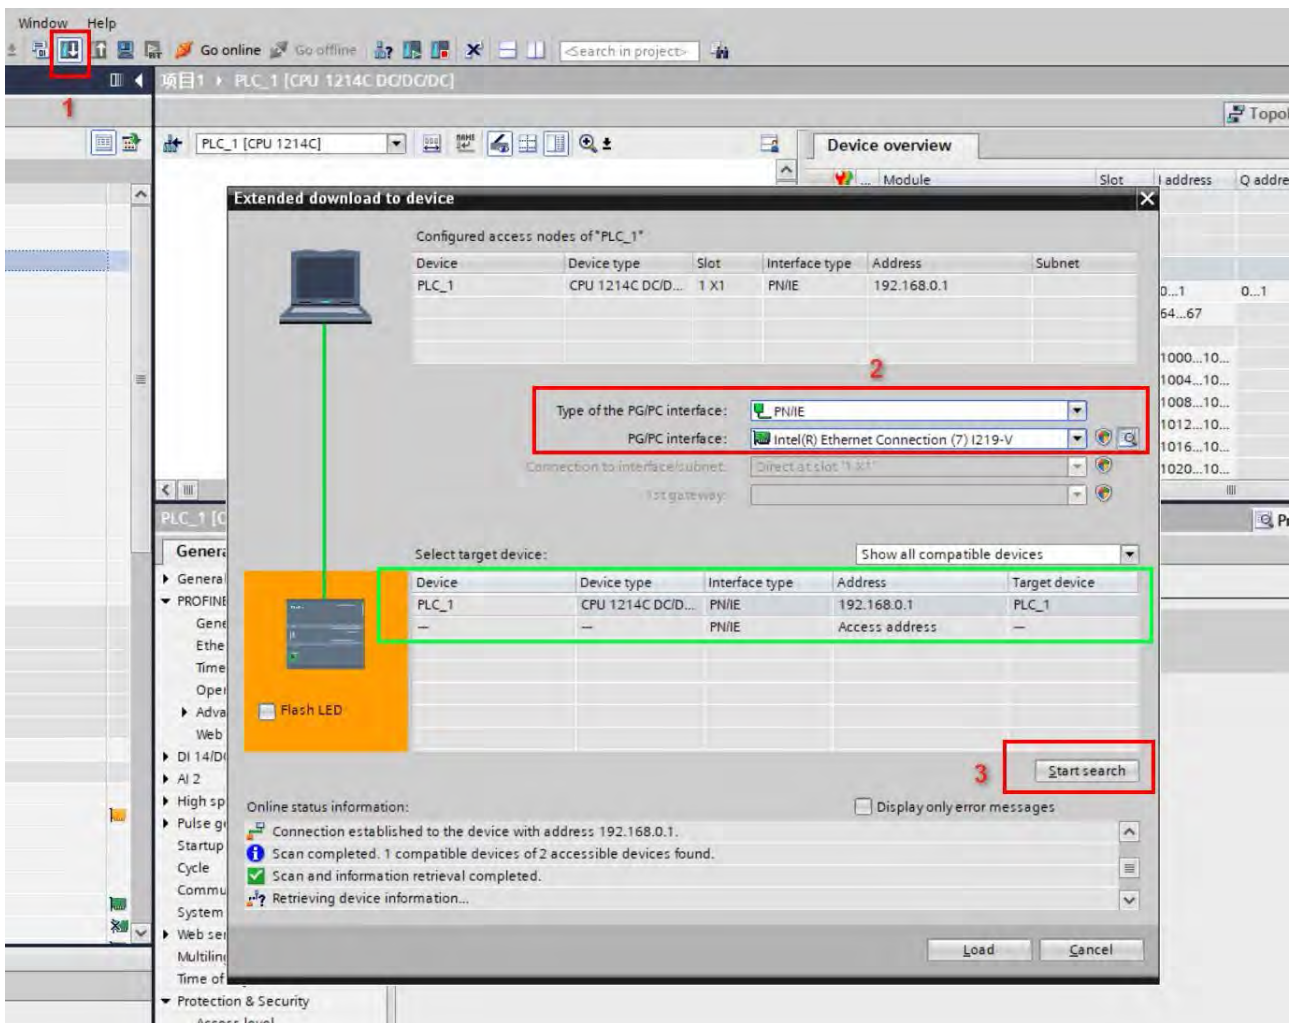 Window Help
Go online Go offline <Search in project>
项目1 PLC_1 [CPU 1214C DC/DC/DC]
1
PLC_1 [CPU 1214C]
Device overview
... Module Slot I address Q addre
Extended download to device
Configured access nodes of "PLC_1"
Device Device type Slot Interface type Address Subnet
PLC_1 CPU 1214C DC/D... 1 X1 PN/IE 192.168.0.1
0...1 0...1
64...67
2
1000...10...
1004...10...
Type of the PG/PC interface: PN/IE
1008...10...
1012...10...
PG/PC interface: Intel(R) Ethernet Connection (7) I219-V
1016...10...
Connection to interface/subnet: Direct at slot '1 X1'
1020...10...
1st gateway:
PLC_1 [C
Genera
Select target device: Show all compatible devices
General
Device Device type Interface type Address Target device
PROFINE
PLC_1 CPU 1214C DC/D... PN/IE 192.168.0.1 PLC_1
Gene
— — PN/IE Access address —
Ethe
Time
Oper
Adva
Flash LED
Web
DI 14/D
AI 2
3 Start search
High sp
Online status information: Display only error messages
Pulse g
Connection established to the device with address 192.168.0.1.
Startup
Scan completed. 1 compatible devices of 2 accessible devices found.
Cycle
Scan and information retrieval completed.
Commu
Retrieving device information...
System
Web ser
Load Cancel
Multilin
Time of
Protection & Security